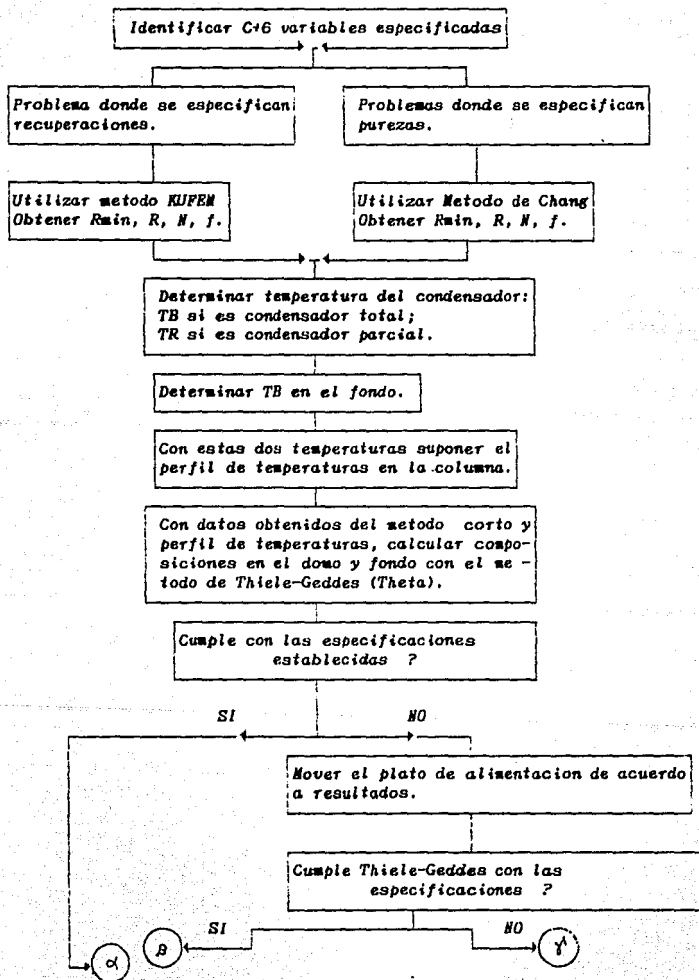 Identificar C+6 variables especificadas
Problema donde se especifican
recuperaciones.
Problemas donde se especifican
purezas.
Utilizar metodo KUFEM
Obtener Rmin, R, N, f.
Utilizar Metodo de Chang
Obtener Rmin, R, N, f.
Determinar temperatura del condensador:
TB si es condensador total;
TR si es condensador parcial.
Determinar TB en el fondo.
Con estas dos temperaturas suponer el
perfil de temperaturas en la columna.
Con datos obtenidos del metodo corto y
perfil de temperaturas, calcular compo-
siciones en el domo y fondo con el me -
todo de Thiele-Geddes (Theta).
Cumple con las especificaciones
establecidas ?
SI
NO
Mover el plato de alimentacion de acuerdo
a resultados.
Cumple Thiele-Geddes con las
especificaciones ?
SI
NO
α
β
γ